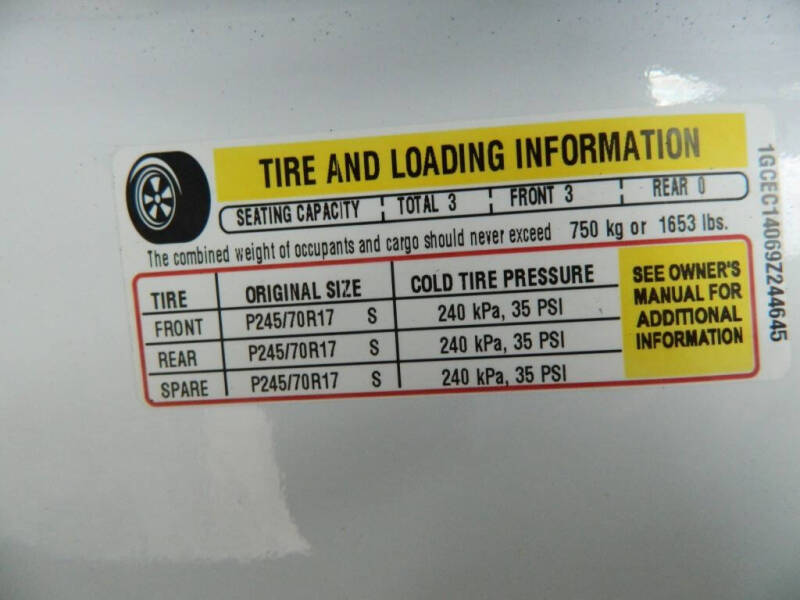 TIRE AND LOADING INFORMATION
SEATING CAPACITY TOTAL 3 FRONT 3 REAR 0
The combined weight of occupants and cargo should never exceed 750 kg or 1653 lbs.
TIRE ORIGINAL SIZE COLD TIRE PRESSURE
FRONT P245/70R17 S 240 kPa, 35 PSI
REAR P245/70R17 S 240 kPa, 35 PSI
SPARE P245/70R17 S 240 kPa, 35 PSI
SEE OWNER'S
MANUAL FOR
ADDITIONAL
INFORMATION
1GCEC14069Z244645